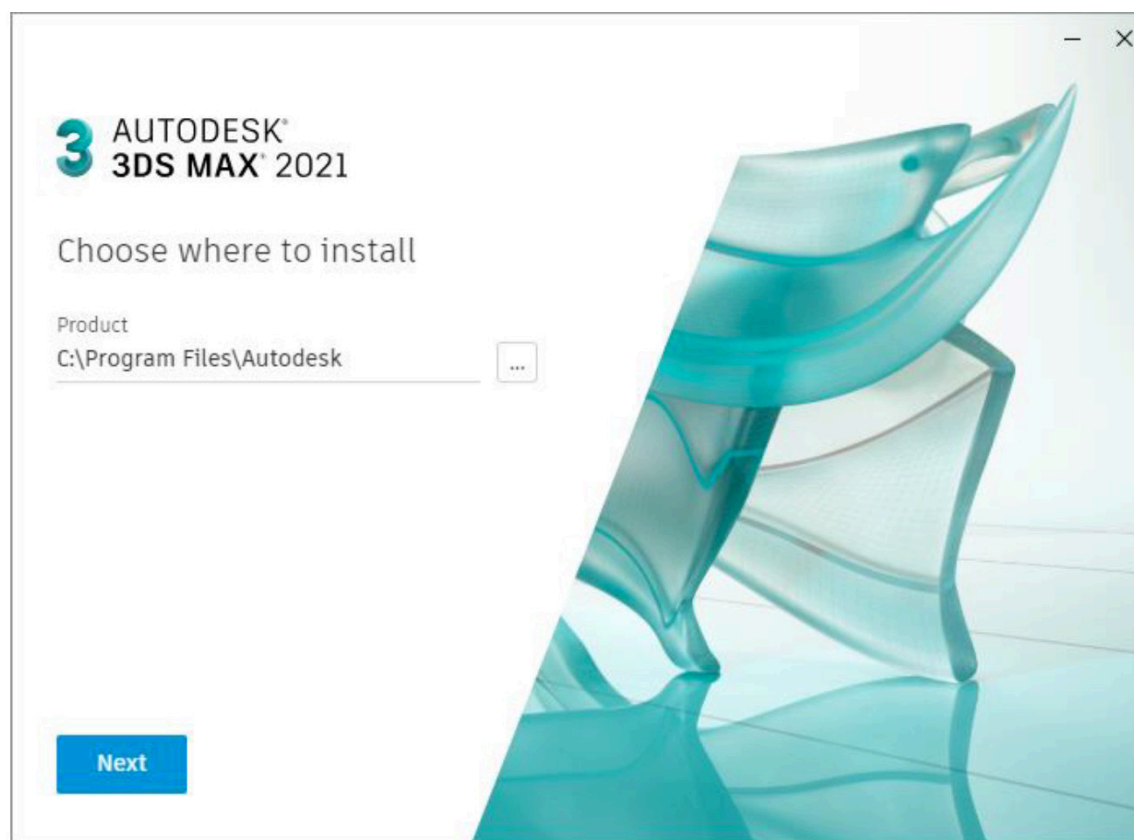 AUTODESK®
3DS MAX® 2021
Choose where to install
Product
C:\Program Files\Autodesk
...
Next